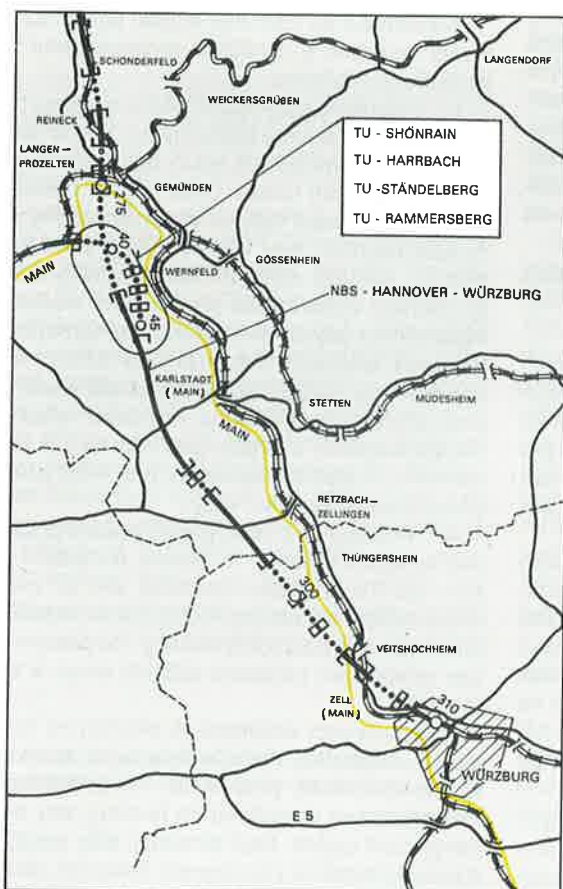 SCHONDERFELD
LANGENDORF
WEICKERSGRÜBEN
REINECK
LANGEN-
PROZELTEN
TU - SHÖNRAIN
TU - HARRBACH
TU -STÄNDELBERG
TU - RAMMERSBERG
GEMÜNDEN
275
GÖSSENHEIN
MAIN
40
WERNFELD
NBS - HANNOVER - WÜRZBURG
45
KARLSTADT
(MAIN)
MAIN
STETTEN
MÜDESHEIM
RETZBACH-
ZELLINGEN
THÜNGERSHEIN
300
VEITSHOCHHEIM
ZELL
(MAIN)
310
WÜRZBURG
E 5